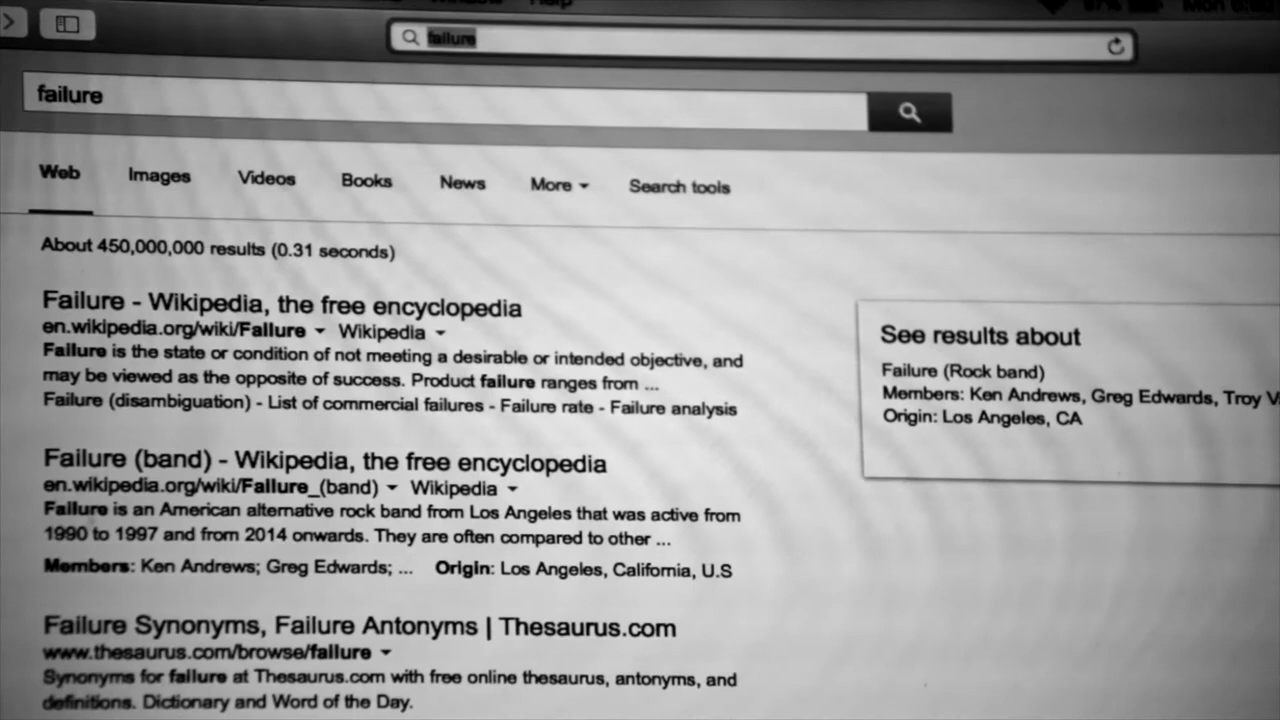 failure
failure
Web Images Videos Books News More Search tools
About 450,000,000 results (0.31 seconds)
Failure - Wikipedia, the free encyclopedia
en.wikipedia.org/wiki/Failure Wikipedia
Failure is the state or condition of not meeting a desirable or intended objective, and
may be viewed as the opposite of success. Product failure ranges from ...
Failure (disambiguation) - List of commercial failures - Failure rate - Failure analysis
See results about
Failure (Rock band)
Members: Ken Andrews, Greg Edwards, Troy V
Origin: Los Angeles, CA
Failure (band) - Wikipedia, the free encyclopedia
en.wikipedia.org/wiki/Failure_(band) Wikipedia
Failure is an American alternative rock band from Los Angeles that was active from
1990 to 1997 and from 2014 onwards. They are often compared to other ...
Members: Ken Andrews; Greg Edwards; ... Origin: Los Angeles, California, U.S
Failure Synonyms, Failure Antonyms | Thesaurus.com
www.thesaurus.com/browse/failure
Synonyms for failure at Thesaurus.com with free online thesaurus, antonyms, and
definitions. Dictionary and Word of the Day.